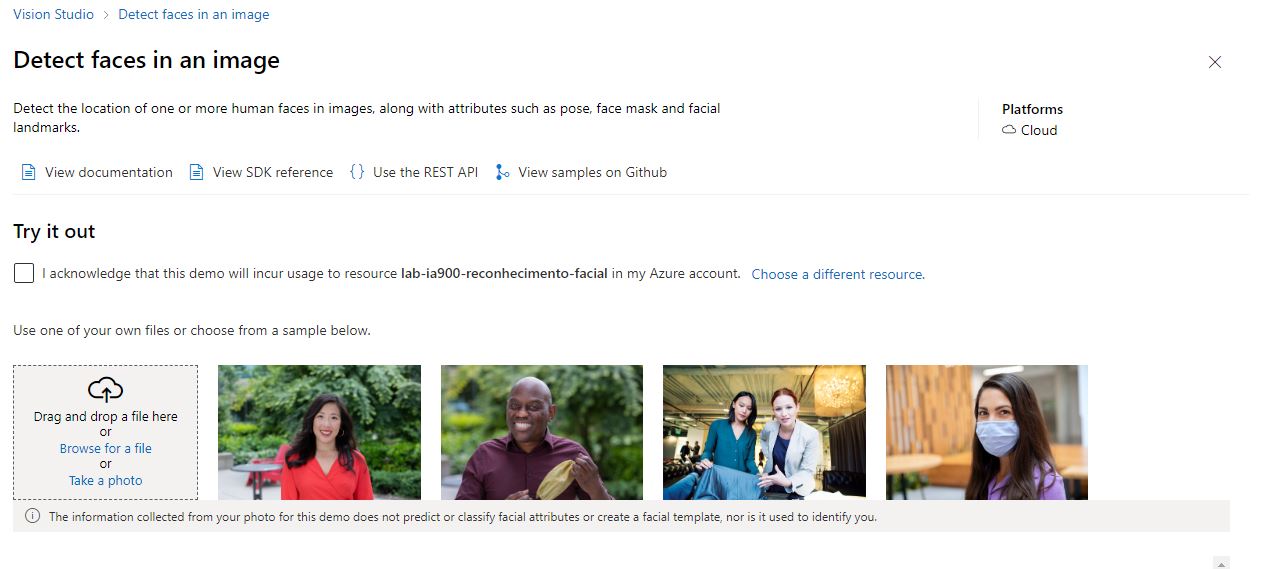 Vision Studio > Detect faces in an image
Detect faces in an image
Detect the location of one or more human faces in images, along with attributes such as pose, face mask and facial
landmarks.
Platforms
Cloud
View documentation View SDK reference {} Use the REST API View samples on Github
Try it out
I acknowledge that this demo will incur usage to resource lab-ia900-reconhecimento-facial in my Azure account. Choose a different resource.
Use one of your own files or choose from a sample below.
Drag and drop a file here
or
Browse for a file
or
Take a photo
The information collected from your photo for this demo does not predict or classify facial attributes or create a facial template, nor is it used to identify you.